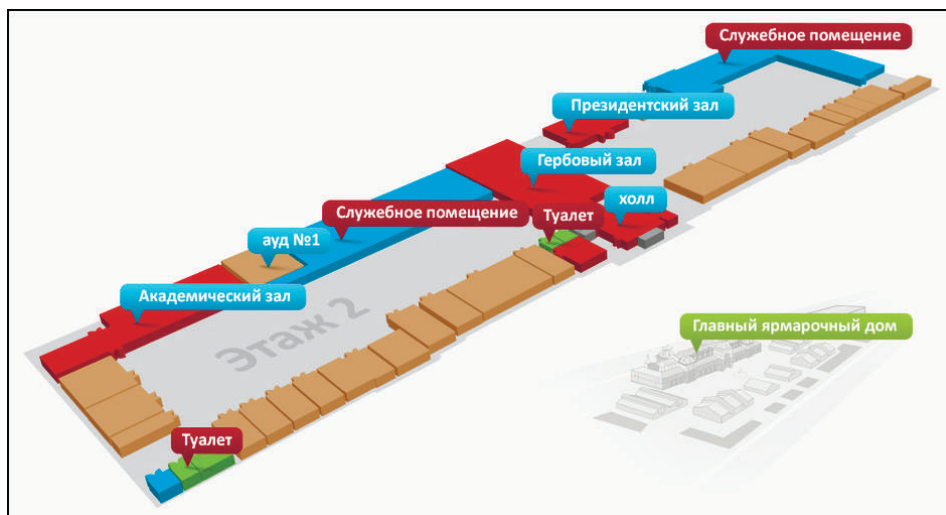 Служебное помещение
Президентский зал
Гербовый зал
холл
Туалет
Служебное помещение
ауд №1
Академический зал
Этаж 2
Главный ярмарочный дом
Туалет